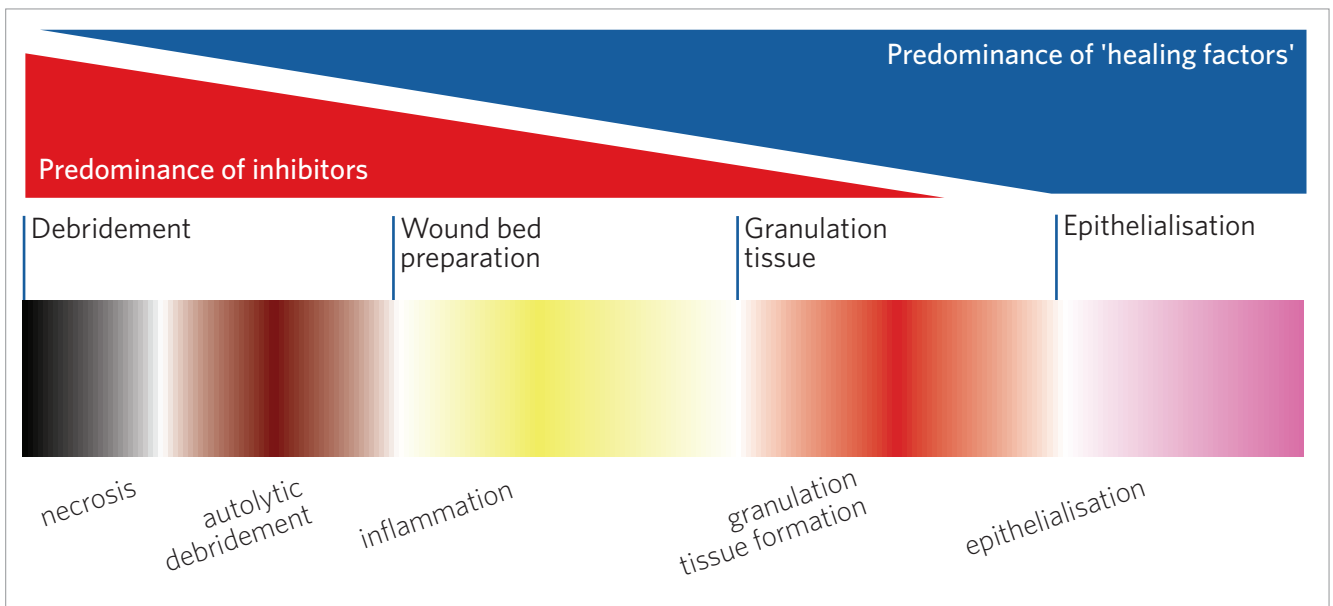 Predominance of 'healing factors'
Predominance of inhibitors
Debridement
Wound bed
preparation
Granulation
tissue
Epithelialisation
necrosis
autolytic
debridement
inflammation
granulation
tissue formation
epithelialisation